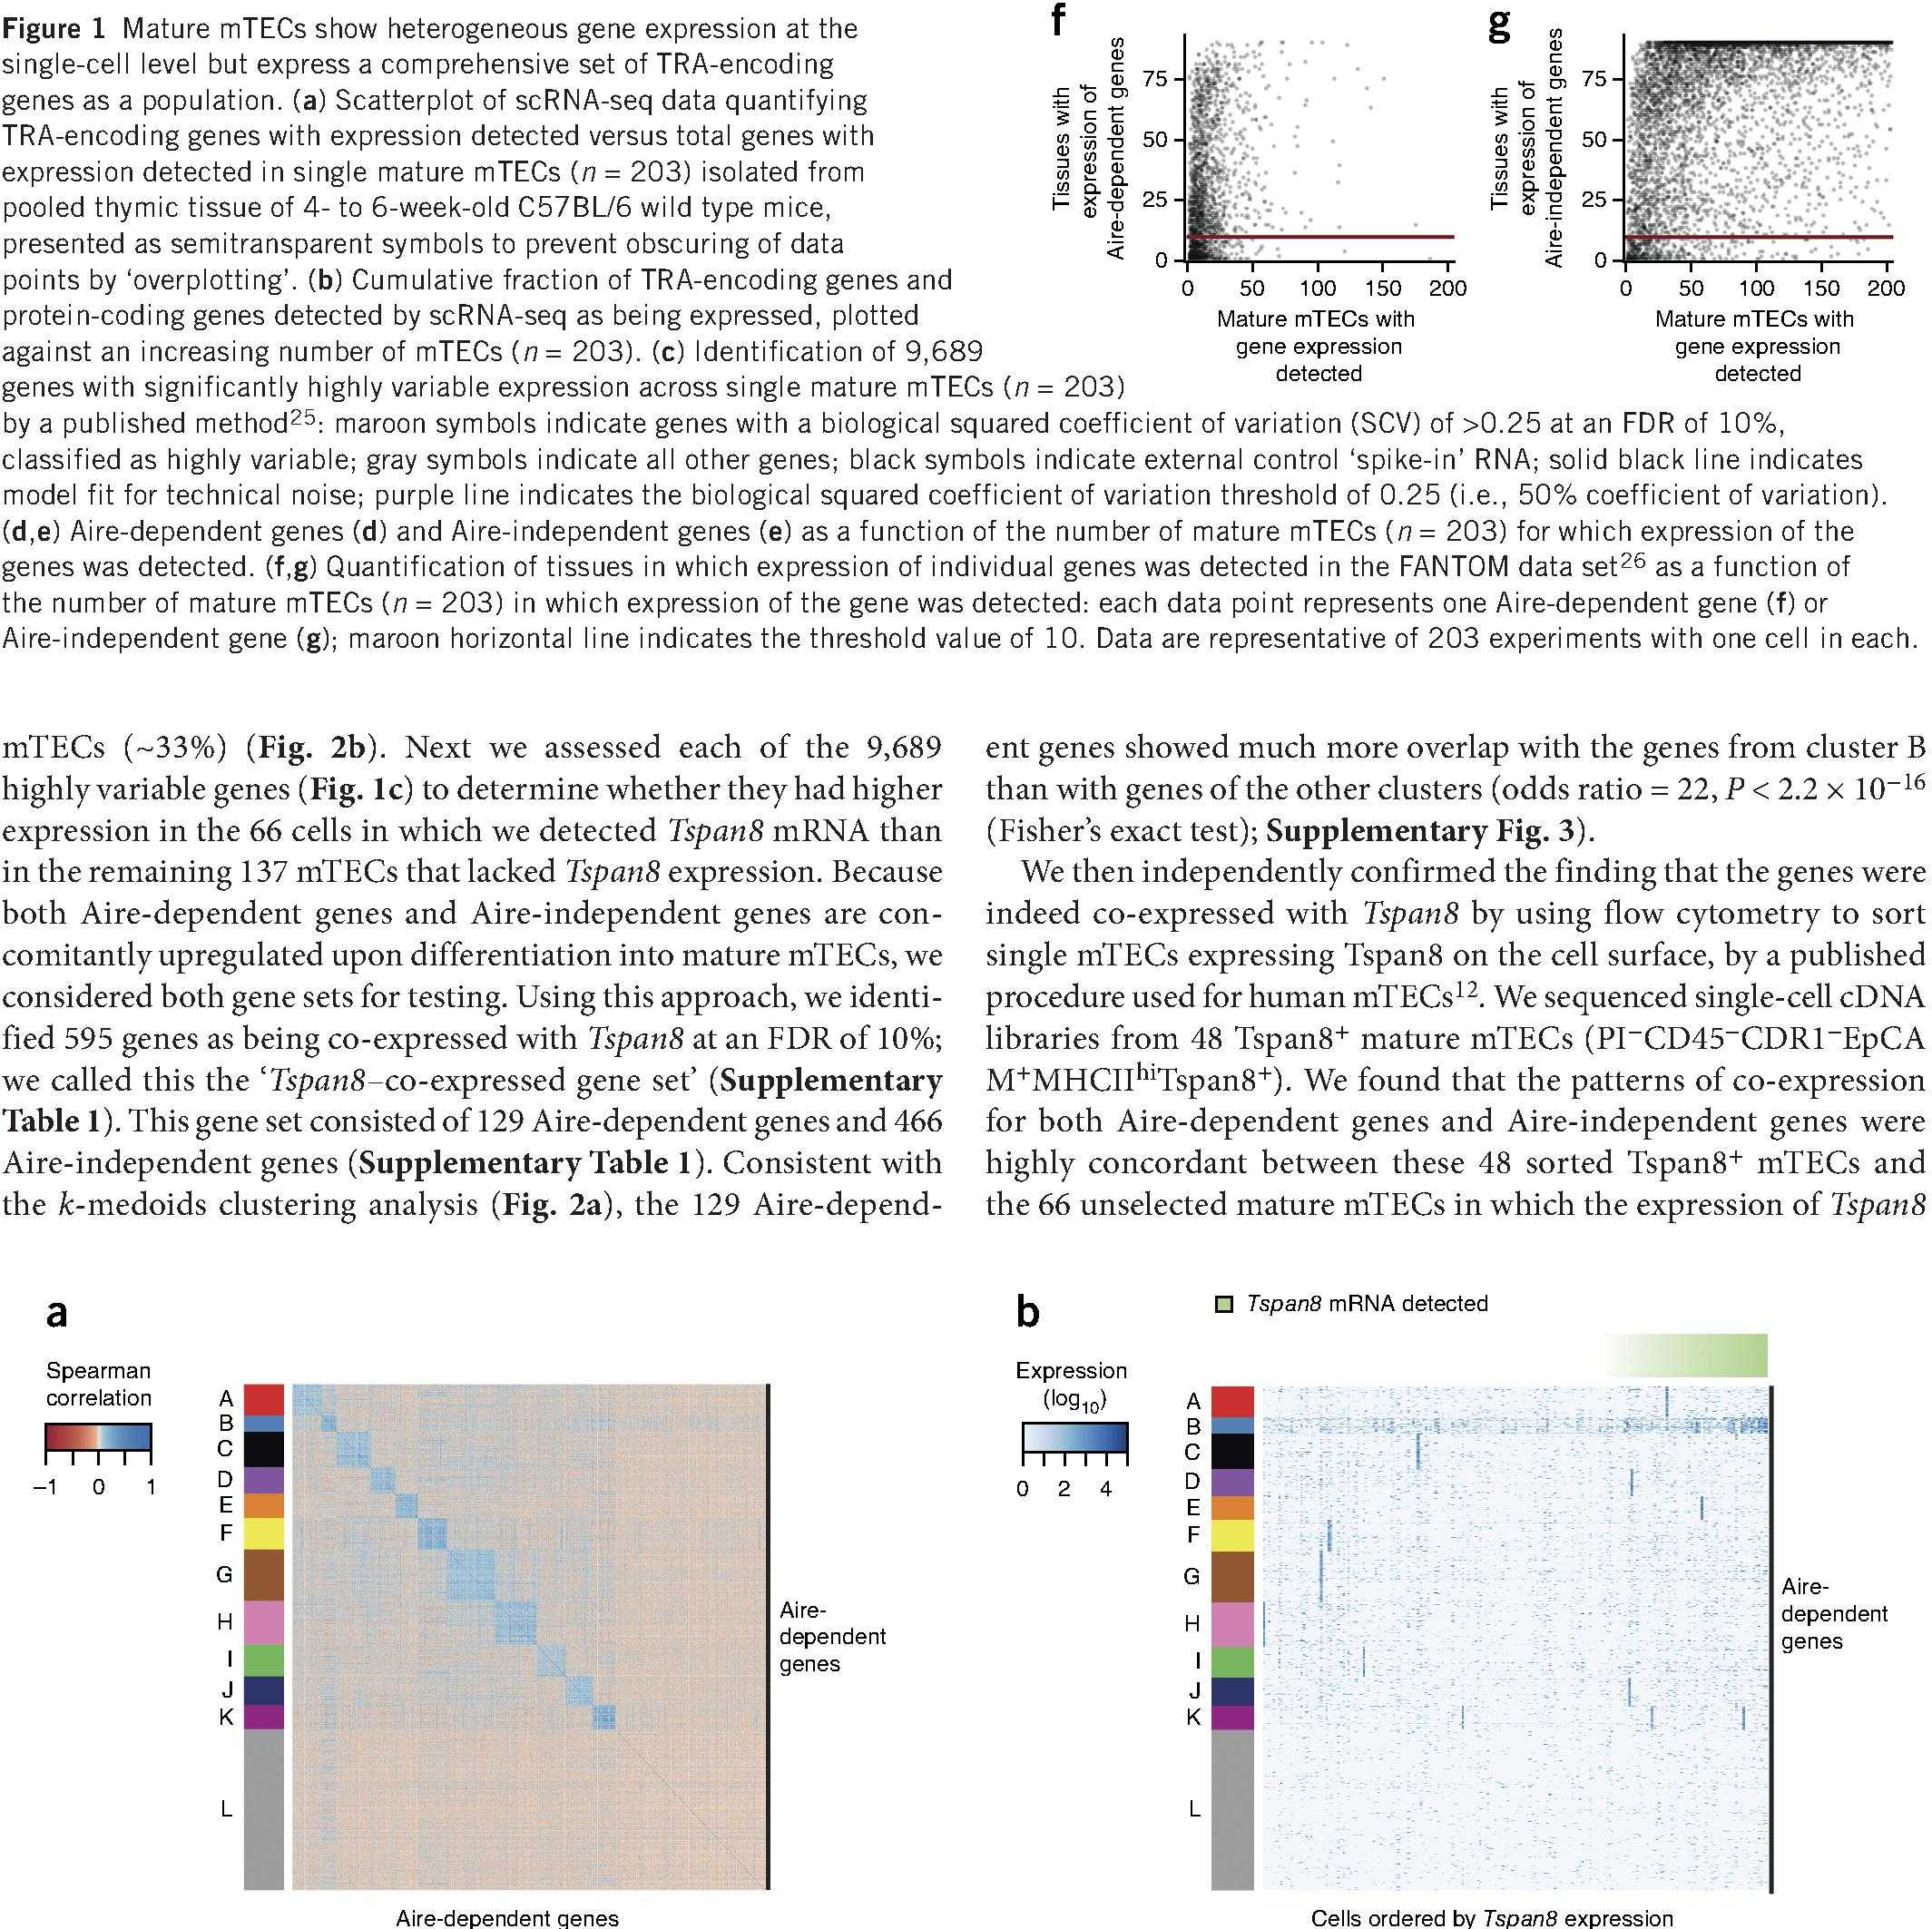 Figure 1 Mature mTECs show heterogeneous gene expression at the
single-cell level but express a comprehensive set of TRA-encoding
genes as a population. (a) Scatterplot of scRNA-seq data quantifying
TRA-encoding genes with expression detected versus total genes with
expression detected in single mature mTECs (n = 203) isolated from
pooled thymic tissue of 4- to 6-week-old C57BL/6 wild type mice,
presented as semitransparent symbols to prevent obscuring of data
points by ‘overplotting’. (b) Cumulative fraction of TRA-encoding genes and
protein-coding genes detected by scRNA-seq as being expressed, plotted
against an increasing number of mTECs (n = 203). (c) Identification of 9,689
genes with significantly highly variable expression across single mature mTECs (n = 203)
by a published method25: maroon symbols indicate genes with a biological squared coefficient of variation (SCV) of >0.25 at an FDR of 10%,
classified as highly variable; gray symbols indicate all other genes; black symbols indicate external control ‘spike-in’ RNA; solid black line indicates
model fit for technical noise; purple line indicates the biological squared coefficient of variation threshold of 0.25 (i.e., 50% coefficient of variation).
(d,e) Aire-dependent genes (d) and Aire-independent genes (e) as a function of the number of mature mTECs (n = 203) for which expression of the
genes was detected. (f,g) Quantification of tissues in which expression of individual genes was detected in the FANTOM data set26 as a function of
the number of mature mTECs (n = 203) in which expression of the gene was detected: each data point represents one Aire-dependent gene (f) or
Aire-independent gene (g); maroon horizontal line indicates the threshold value of 10. Data are representative of 203 experiments with one cell in each.
f
Tissues with
expression of
Aire-dependent genes
75
50
25
0
0 50 100 150 200
Mature mTECs with
gene expression
detected
g
Tissues with
expression of
Aire-independent genes
75
50
25
0
0 50 100 150 200
Mature mTECs with
gene expression
detected
mTECs (~33%) (Fig. 2b). Next we assessed each of the 9,689
highly variable genes (Fig. 1c) to determine whether they had higher
expression in the 66 cells in which we detected Tspan8 mRNA than
in the remaining 137 mTECs that lacked Tspan8 expression. Because
both Aire-dependent genes and Aire-independent genes are con-
comitantly upregulated upon differentiation into mature mTECs, we
considered both gene sets for testing. Using this approach, we identi-
fied 595 genes as being co-expressed with Tspan8 at an FDR of 10%;
we called this the ‘Tspan8–co-expressed gene set’ (Supplementary
Table 1). This gene set consisted of 129 Aire-dependent genes and 466
Aire-independent genes (Supplementary Table 1). Consistent with
the k-medoids clustering analysis (Fig. 2a), the 129 Aire-depend-
ent genes showed much more overlap with the genes from cluster B
than with genes of the other clusters (odds ratio = 22, P < 2.2 × 10−16
(Fisher’s exact test); Supplementary Fig. 3).
We then independently confirmed the finding that the genes were
indeed co-expressed with Tspan8 by using flow cytometry to sort
single mTECs expressing Tspan8 on the cell surface, by a published
procedure used for human mTECs12. We sequenced single-cell cDNA
libraries from 48 Tspan8+ mature mTECs (PI−CD45−CDR1−EpCA
M+MHCIIhiTspan8+). We found that the patterns of co-expression
for both Aire-dependent genes and Aire-independent genes were
highly concordant between these 48 sorted Tspan8+ mTECs and
the 66 unselected mature mTECs in which the expression of Tspan8
a
Spearman
correlation
−1 0 1
A
B
C
D
E
F
G
H
I
J
K
L
Aire-
dependent
genes
Aire-dependent genes
b
Tspan8 mRNA detected
Expression
(log10)
0 2 4
A
B
C
D
E
F
G
H
I
J
K
L
Aire-
dependent
genes
Cells ordered by Tspan8 expression